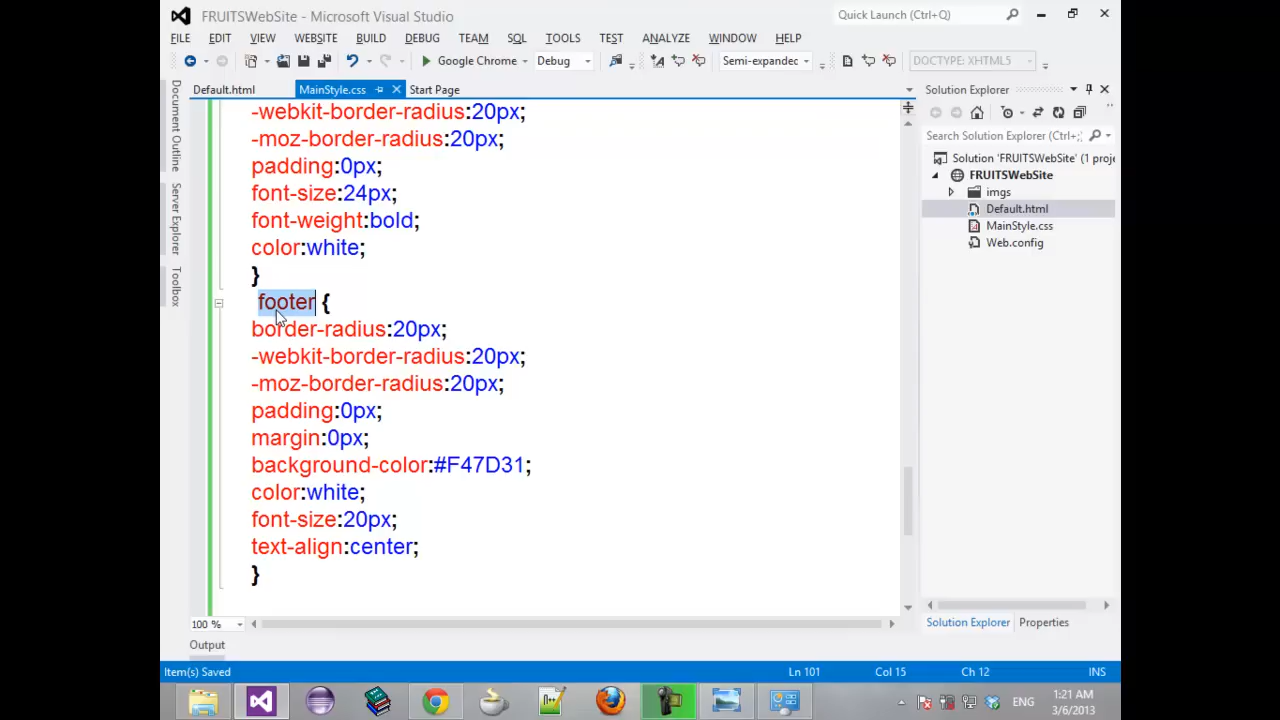 FRUITSWebSite - Microsoft Visual Studio
Quick Launch (Ctrl+Q)
FILE EDIT VIEW WEBSITE BUILD DEBUG TEAM SQL TOOLS TEST ANALYZE WINDOW HELP
Google Chrome Debug Semi-expanded DOCTYPE: XHTML5
Default.html MainStyle.css Start Page
Document Outline
Server Explorer
Toolbox
-webkit-border-radius:20px;
-moz-border-radius:20px;
padding:0px;
font-size:24px;
font-weight:bold;
color:white;
}
footer {
border-radius:20px;
-webkit-border-radius:20px;
-moz-border-radius:20px;
padding:0px;
margin:0px;
background-color:#F47D31;
color:white;
font-size:20px;
text-align:center;
}
100 %
Solution Explorer
Search Solution Explorer (Ctrl+;)
Solution 'FRUITSWebSite' (1 proje
FRUITSWebSite
imgs
Default.html
MainStyle.css
Web.config
Solution Explorer Properties
Output
Item(s) Saved Ln 101 Col 15 Ch 12 INS
ENG
1:21 AM
3/6/2013